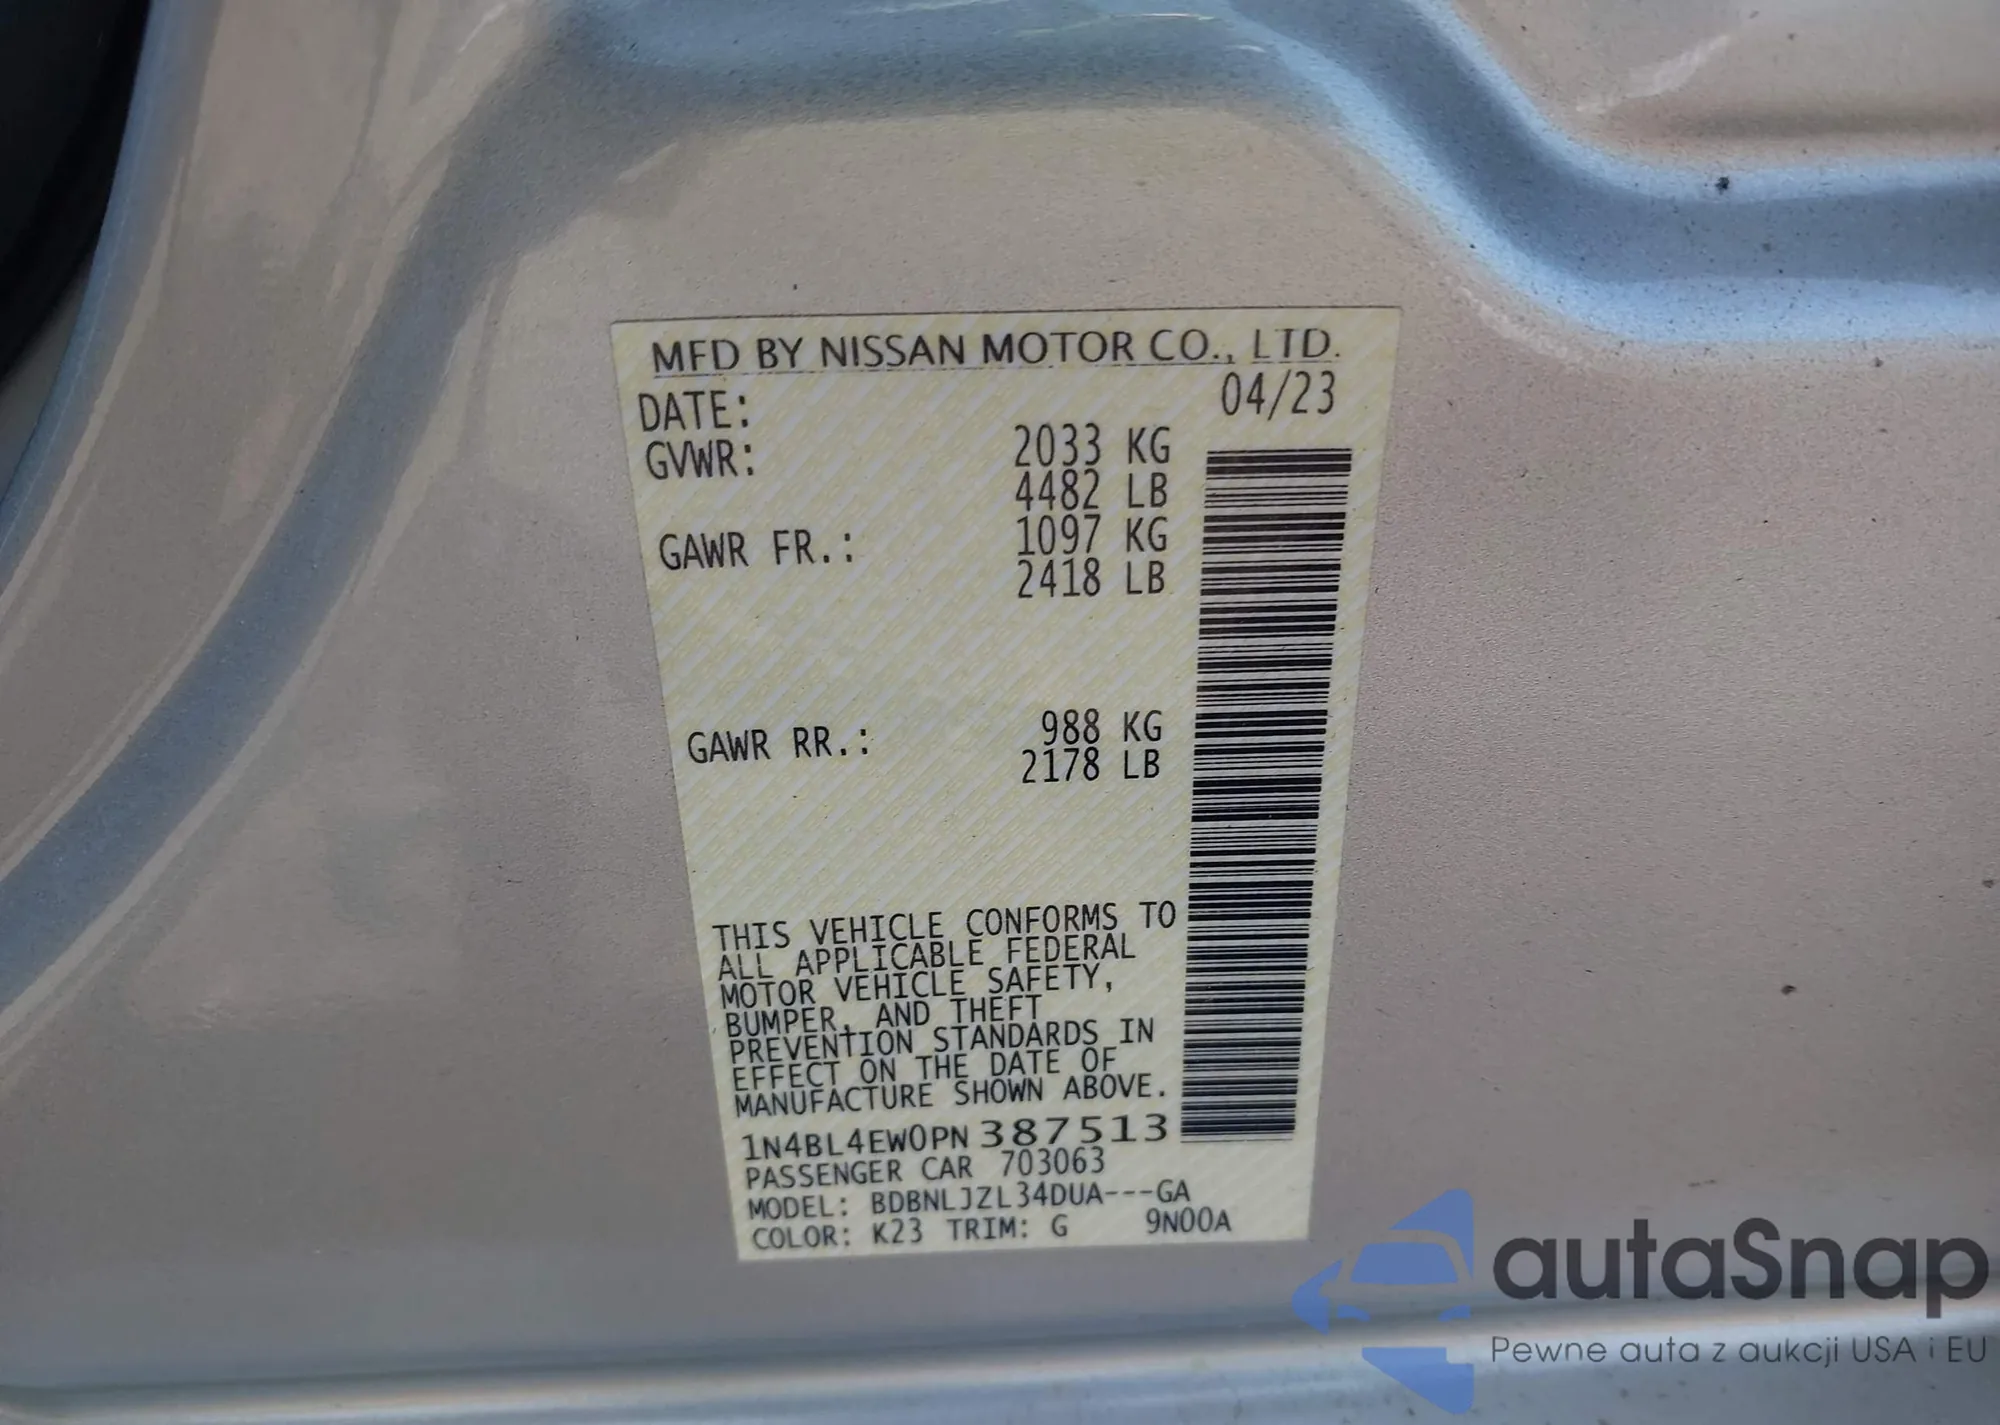 MFD BY NISSAN MOTOR CO., LTD.
DATE: 04/23
GVWR: 2033 KG
4482 LB
GAWR FR.: 1097 KG
2418 LB
GAWR RR.: 988 KG
2178 LB
THIS VEHICLE CONFORMS TO
ALL APPLICABLE FEDERAL
MOTOR VEHICLE SAFETY,
BUMPER, AND THEFT
PREVENTION STANDARDS IN
EFFECT ON THE DATE OF
MANUFACTURE SHOWN ABOVE.
1N4BL4EW0PN387513
PASSENGER CAR 703063
MODEL: BDBNLJZL34DUA---GA
COLOR: K23 TRIM: G 9N00A
autaSnap
Pewne auta z aukcji USA i EU